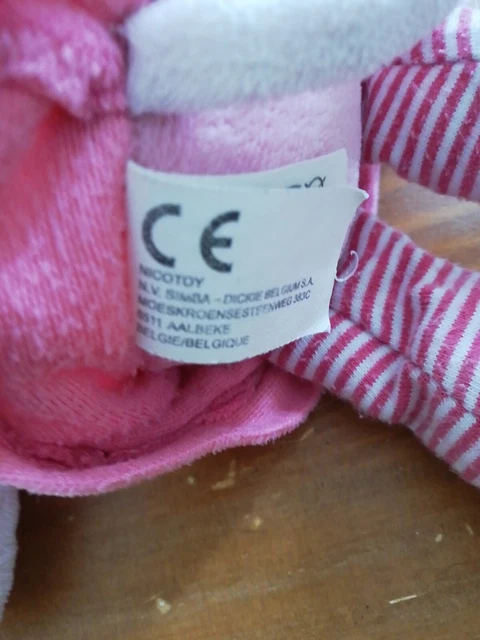 CE
NICOTOY
N.V. SIMBA - DICKIE BELGIUM S.A.
MOESKROENSESTEENWEG 383C
8511 AALBEKE
BELGIE/BELGIQUE